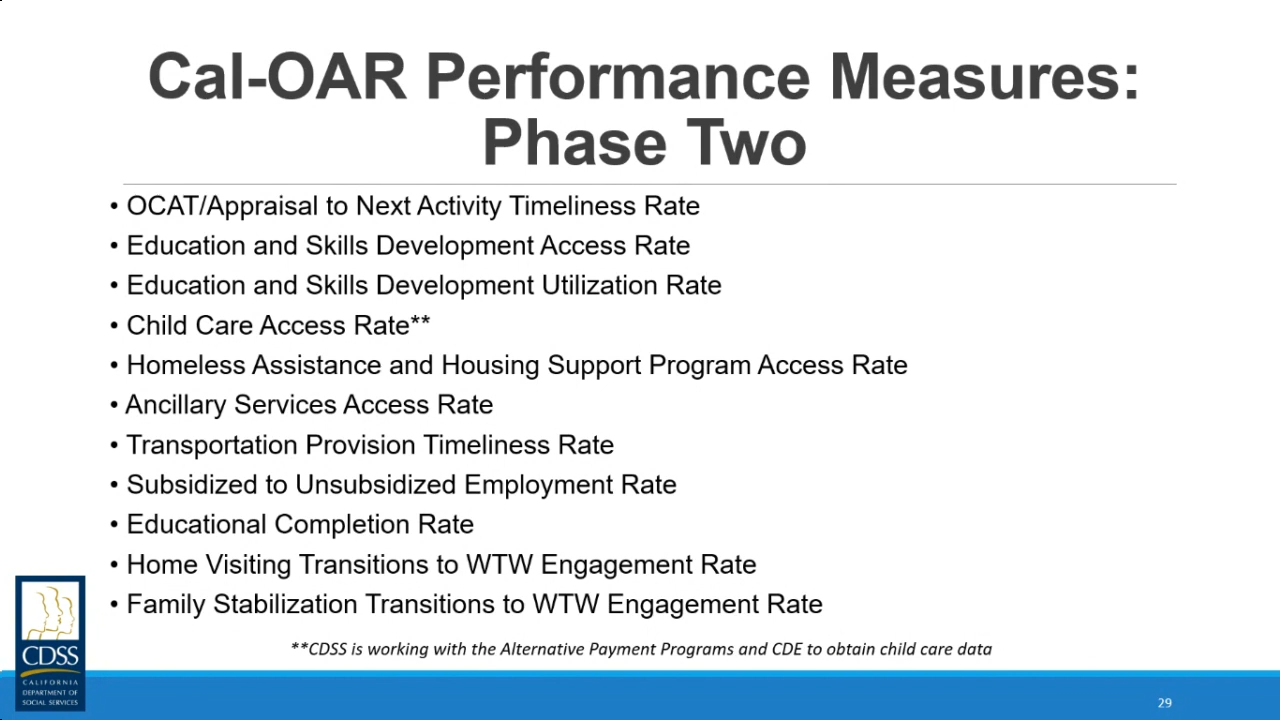 Cal-OAR Performance Measures:
Phase Two
• OCAT/Appraisal to Next Activity Timeliness Rate
• Education and Skills Development Access Rate
• Education and Skills Development Utilization Rate
• Child Care Access Rate**
• Homeless Assistance and Housing Support Program Access Rate
• Ancillary Services Access Rate
• Transportation Provision Timeliness Rate
• Subsidized to Unsubsidized Employment Rate
• Educational Completion Rate
• Home Visiting Transitions to WTW Engagement Rate
• Family Stabilization Transitions to WTW Engagement Rate
**CDSS is working with the Alternative Payment Programs and CDE to obtain child care data
CDSS
CALIFORNIA
DEPARTMENT OF
SOCIAL SERVICES
29